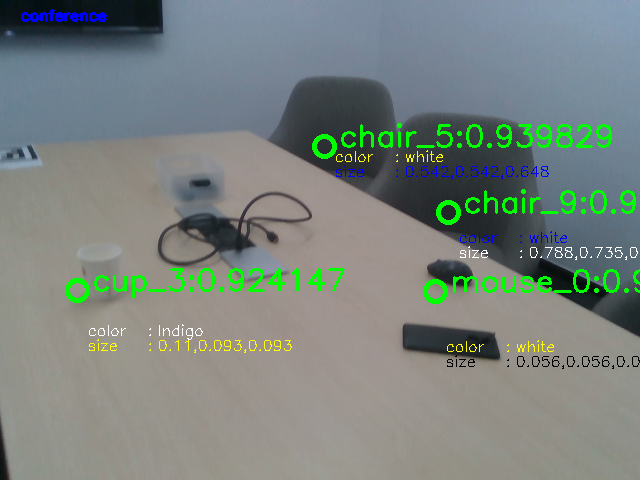 conference
chair_5:0.939829
color : white
size : 0.542,0.542,0.648
chair_9:0.9
color : white
size : 0.788,0.735,0
cup_3:0.924147
mouse_0:0.9
color : Indigo
size : 0.11,0.093,0.093
color : white
size : 0.056,0.056,0.0